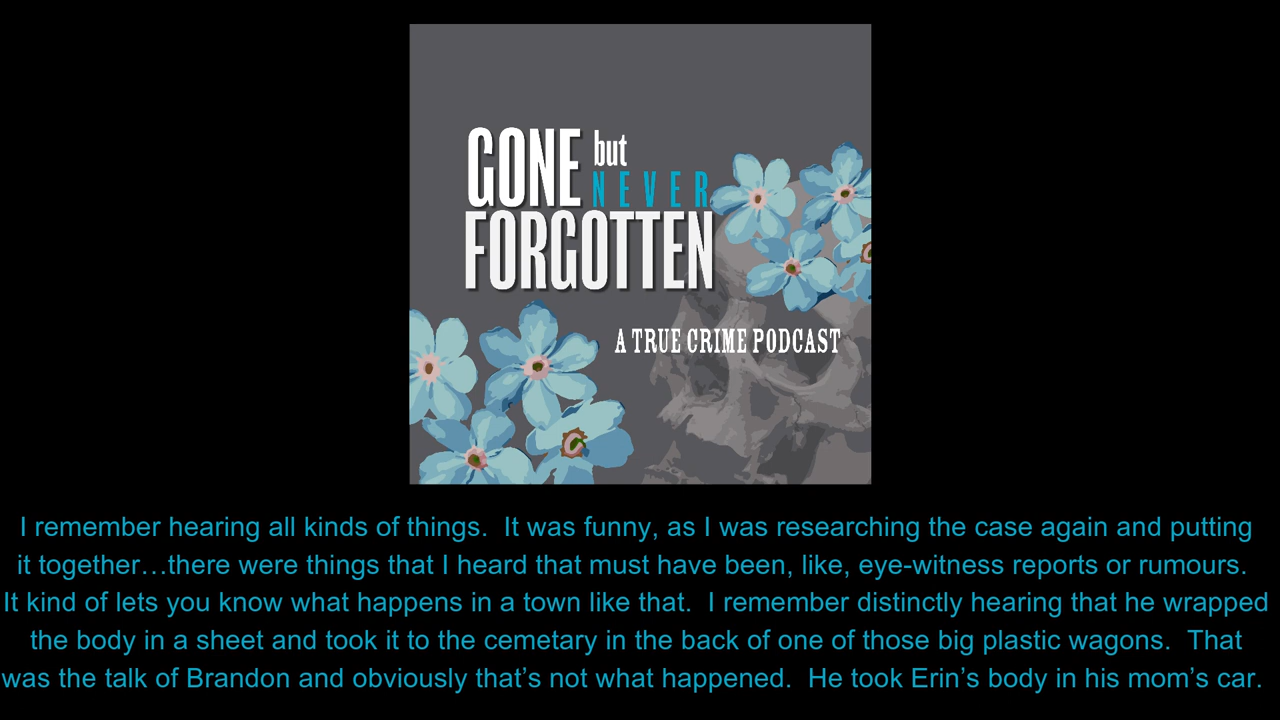 GONE but
NEVER
FORGOTTEN
A TRUE CRIME PODCAST
I remember hearing all kinds of things.  It was funny, as I was researching the case again and putting
it together…there were things that I heard that must have been, like, eye-witness reports or rumours.
It kind of lets you know what happens in a town like that.  I remember distinctly hearing that he wrapped
the body in a sheet and took it to the cemetary in the back of one of those big plastic wagons.  That
was the talk of Brandon and obviously that’s not what happened.  He took Erin’s body in his mom’s car.